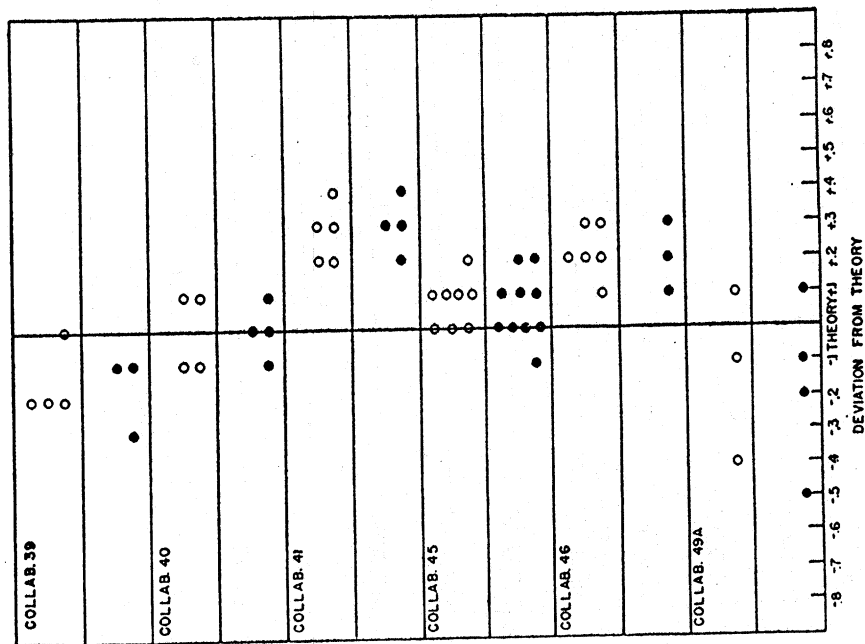 COLLAB. 39
COLLAB. 40
COLLAB. 41
COLLAB. 45
COLLAB. 46
COLLAB. 49A
-.8 -.7 -.6 -.5 -.4 -.3 -.2 -.1 THEORY +.1 +.2 +.3 +.4 +.5 +.6 +.7 +.8
DEVIATION FROM THEORY